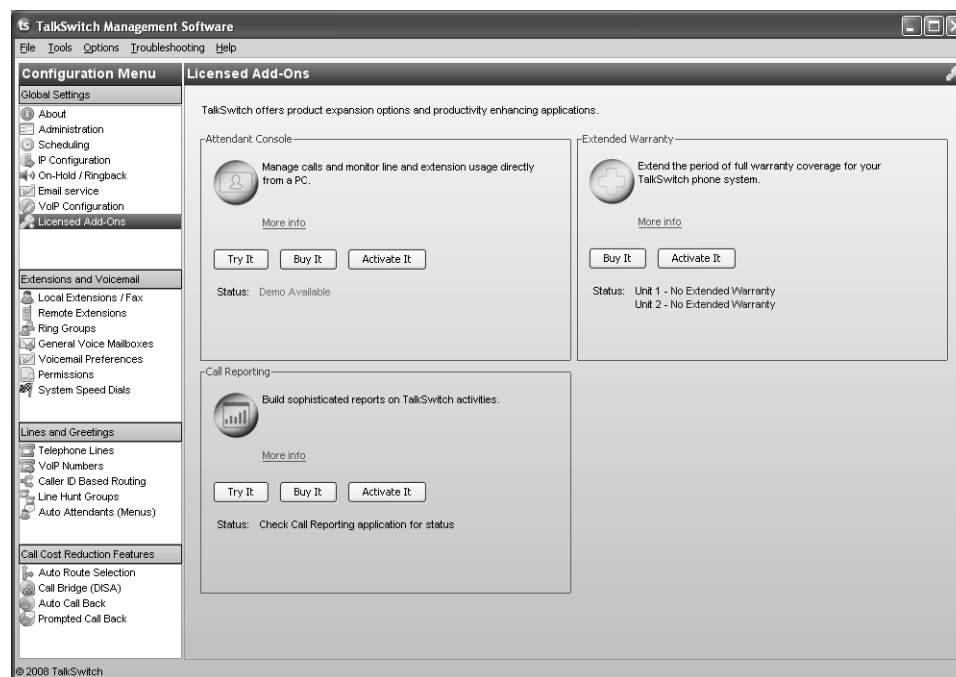 ts TalkSwitch Management Software
File Tools Options Troubleshooting Help
Configuration Menu
Global Settings
About
Administration
Scheduling
IP Configuration
On-Hold / Ringback
Email service
VoIP Configuration
Licensed Add-Ons
Extensions and Voicemail
Local Extensions / Fax
Remote Extensions
Ring Groups
General Voice Mailboxes
Voicemail Preferences
Permissions
System Speed Dials
Lines and Greetings
Telephone Lines
VoIP Numbers
Caller ID Based Routing
Line Hunt Groups
Auto Attendants (Menus)
Call Cost Reduction Features
Auto Route Selection
Call Bridge (DISA)
Auto Call Back
Prompted Call Back
Licensed Add-Ons
TalkSwitch offers product expansion options and productivity enhancing applications.
Attendant Console
Manage calls and monitor line and extension usage directly
from a PC.
More info
Try It Buy It Activate It
Status: Demo Available
Extended Warranty
Extend the period of full warranty coverage for your
TalkSwitch phone system.
More info
Buy It Activate It
Status: Unit 1 - No Extended Warranty
Unit 2 - No Extended Warranty
Call Reporting
Build sophisticated reports on TalkSwitch activities.
More info
Try It Buy It Activate It
Status: Check Call Reporting application for status
© 2008 TalkSwitch